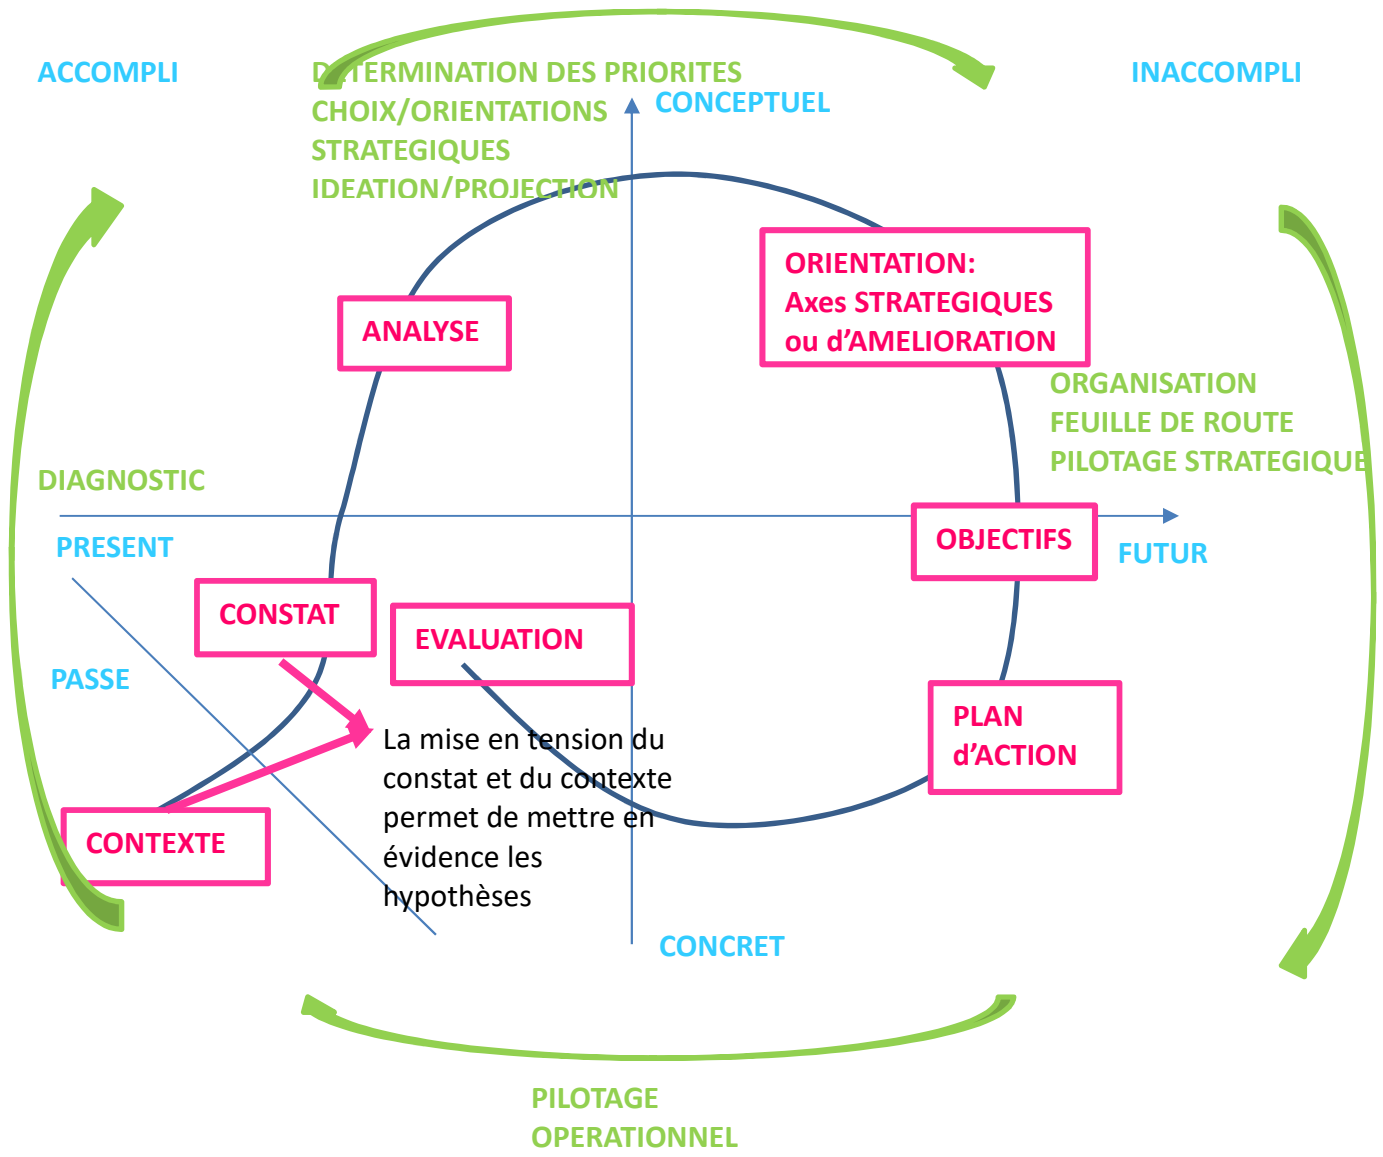 ACCOMPLI
DETERMINATION DES PRIORITES
CHOIX/ORIENTATIONS
STRATEGIQUES
IDEATION/PROJECTION
INACCOMPLI
CONCEPTUEL
ORIENTATION:
Axes STRATEGIQUES
ou d’AMELIORATION
ANALYSE
ORGANISATION
FEUILLE DE ROUTE
PILOTAGE STRATEGIQUE
DIAGNOSTIC
PRESENT
OBJECTIFS
FUTUR
CONSTAT
EVALUATION
PASSE
PLAN
d’ACTION
La mise en tension du
constat et du contexte
permet de mettre en
évidence les
hypothèses
CONTEXTE
CONCRET
PILOTAGE
OPERATIONNEL